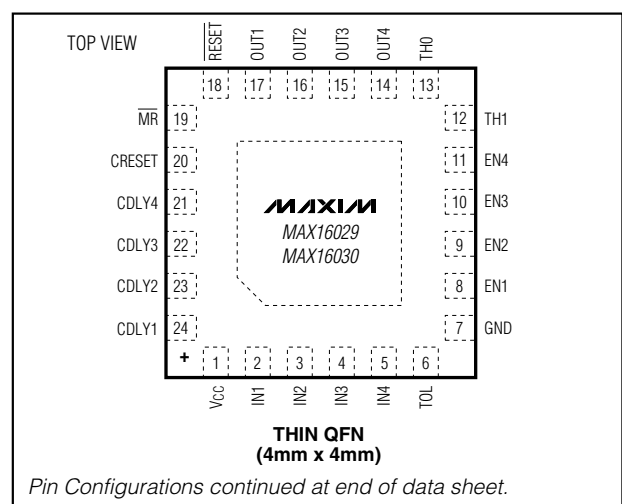 TOP VIEW
RESET
OUT1
OUT2
OUT3
OUT4
TH0
18
17
16
15
14
13
MR
19
12
TH1
CRESET
20
11
EN4
CDLY4
21
MAXIM
10
EN3
MAX16029
CDLY3
22
9
EN2
MAX16030
CDLY2
23
8
EN1
CDLY1
24
7
GND
+
1
2
3
4
5
6
VCC
IN1
IN2
IN3
IN4
TOL
THIN QFN
(4mm x 4mm)
Pin Configurations continued at end of data sheet.